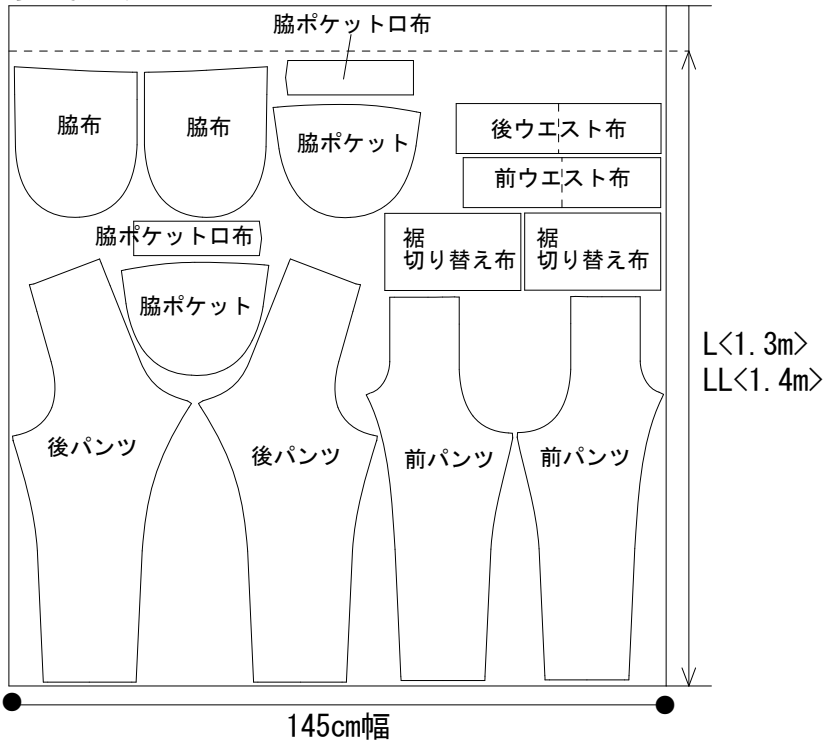 脇ポケット口布
脇布
脇布
脇ポケット
後ウエスト布
前ウエスト布
脇ポケット口布
裾
切り替え布
裾
切り替え布
脇ポケット
L<1.3m>
LL<1.4m>
後パンツ
後パンツ
前パンツ
前パンツ
145cm幅